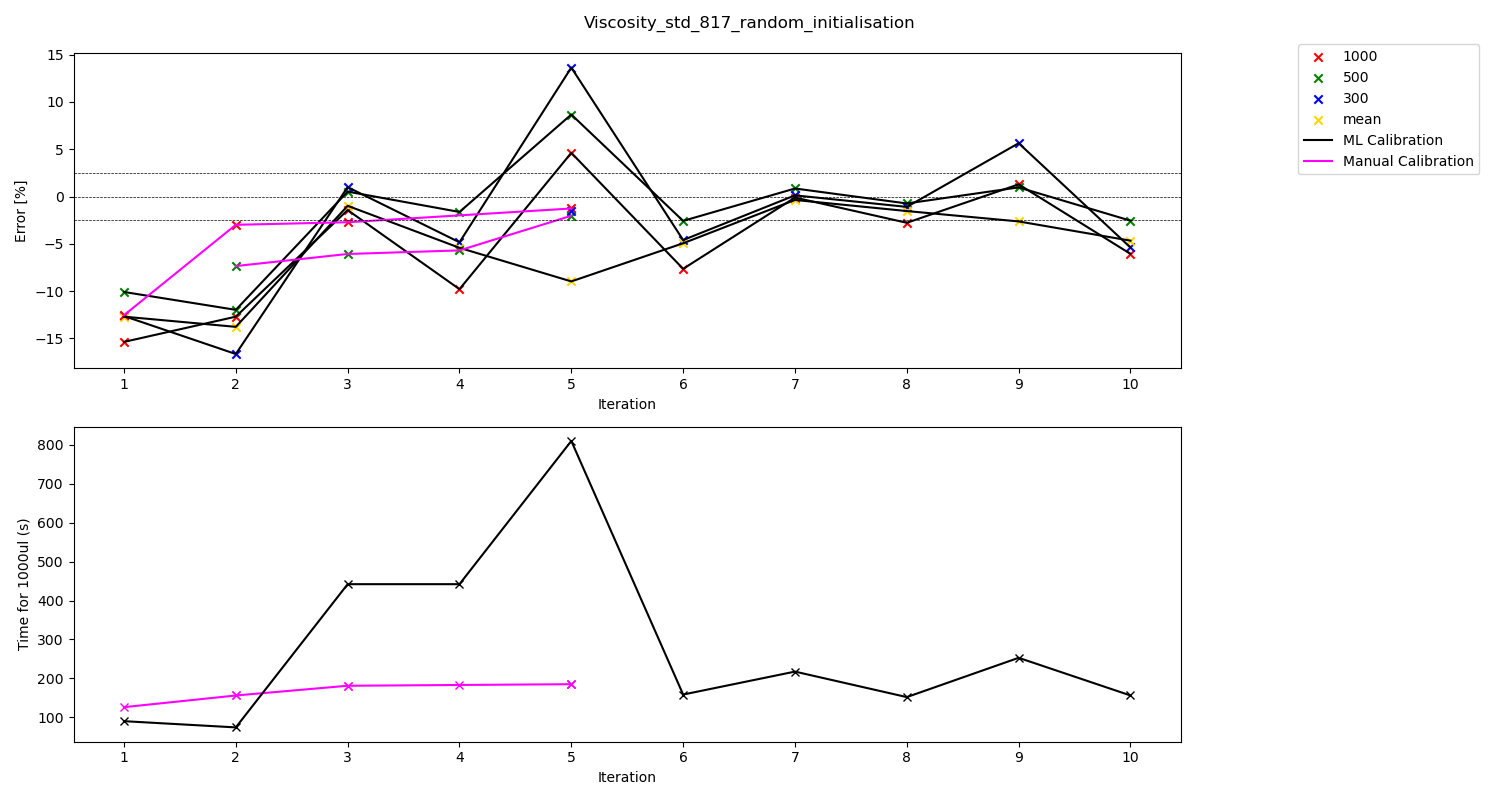 Viscosity_std_817_random_initialisation
15
10
5
0
−5
−10
−15
Error [%]
1 2 3 4 5 6 7 8 9 10
Iteration
1000
500
300
mean
ML Calibration
Manual Calibration
800
700
600
500
400
300
200
100
Time for 1000ul (s)
1 2 3 4 5 6 7 8 9 10
Iteration